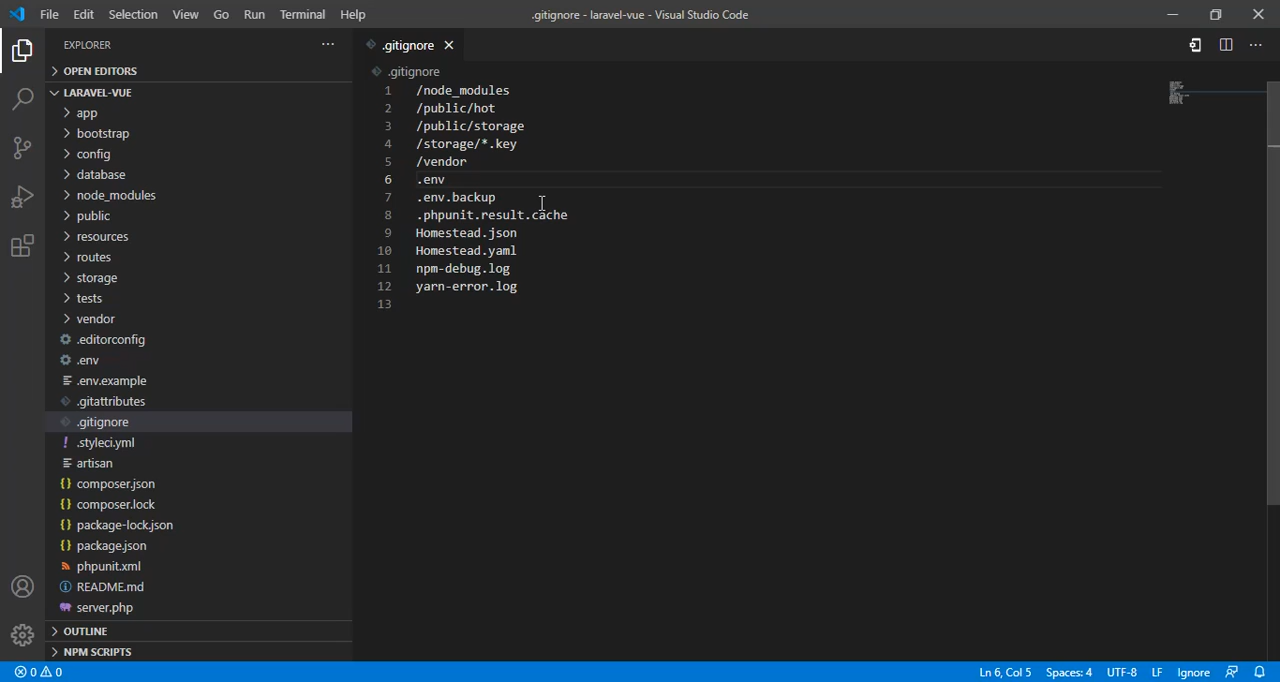 File Edit Selection View Go Run Terminal Help
.gitignore - laravel-vue - Visual Studio Code
EXPLORER
OPEN EDITORS
LARAVEL-VUE
app
bootstrap
config
database
node_modules
public
resources
routes
storage
tests
vendor
.editorconfig
.env
.env.example
.gitattributes
.gitignore
.styleci.yml
artisan
composer.json
composer.lock
package-lock.json
package.json
phpunit.xml
README.md
server.php
OUTLINE
NPM SCRIPTS
.gitignore
.gitignore
1 /node_modules
2 /public/hot
3 /public/storage
4 /storage/*.key
5 /vendor
6 .env
7 .env.backup
8 .phpunit.result.cache
9 Homestead.json
10 Homestead.yaml
11 npm-debug.log
12 yarn-error.log
13
0 0
Ln 6, Col 5 Spaces: 4 UTF-8 LF Ignore